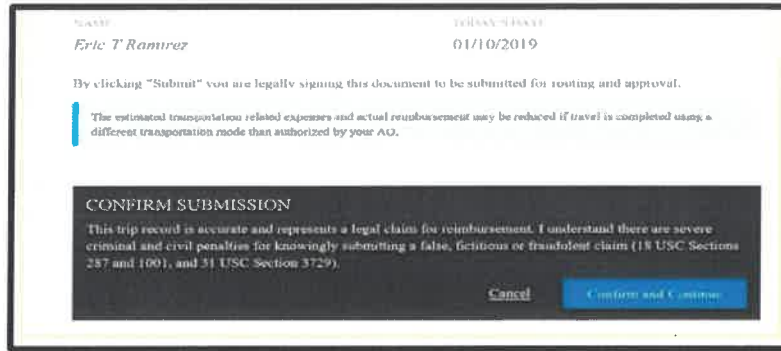 NAME TODAY'S DATE
Eric T Ramirez 01/10/2019
By clicking "Submit" you are legally signing this document to be submitted for routing and approval.
The estimated transportation related expenses and actual reimbursement may be reduced if travel is completed using a
different transportation mode than authorized by your AO.
CONFIRM SUBMISSION
This trip record is accurate and represents a legal claim for reimbursement. I understand there are severe
criminal and civil penalties for knowingly submitting a false, fictitious or fraudulent claim (18 USC Sections
287 and 1001, and 31 USC Section 3729).
Cancel Confirm and Continue